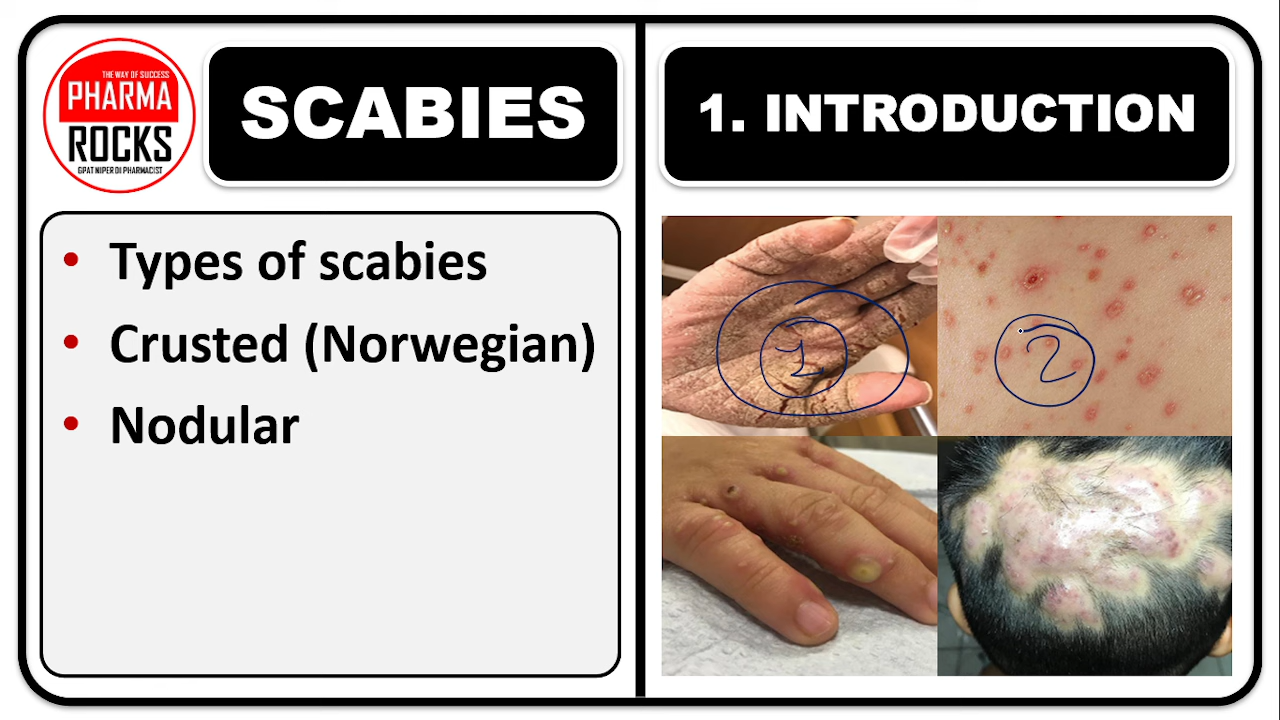 THE WAY OF SUCCESS
PHARMA
ROCKS
GPAT NIPER DI PHARMACIST
SCABIES
1. INTRODUCTION
• Types of scabies
• Crusted (Norwegian)
• Nodular
1
2